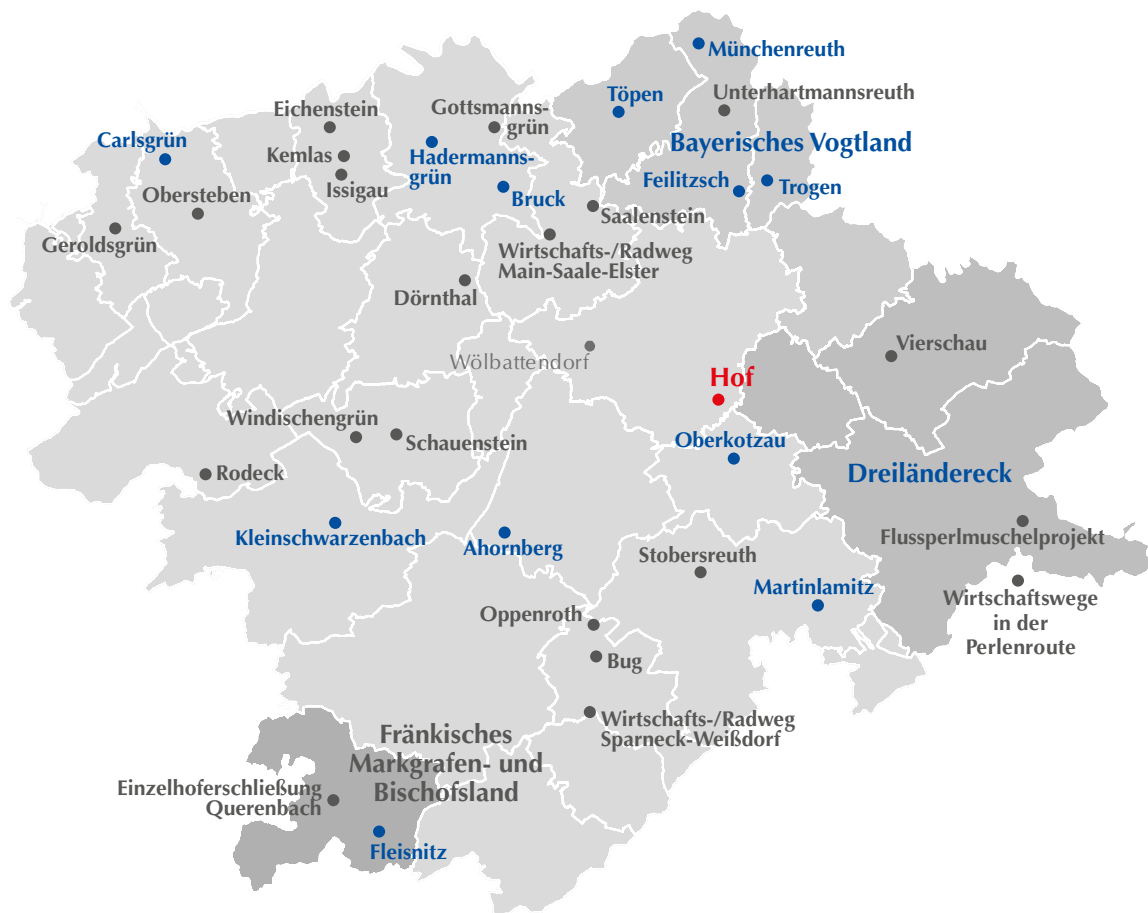 Münchenreuth
Töpen
Unterhartmannsreuth
Eichenstein
Gottsmanns-
grün
Carlsgrün
Kemlas
Hadermanns-
grün
Bayerisches Vogtland
Issigau
Obersteben
Bruck
Feilitzsch
Trogen
Saalenstein
Geroldsgrün
Wirtschafts-/Radweg
Main-Saale-Elster
Dörnthal
Wölbattendorf
Vierschau
Hof
Windischengrün
Schauenstein
Oberkotzau
Rodeck
Dreiländereck
Kleinschwarzenbach
Ahornberg
Flussperlmuschelprojekt
Stobersreuth
Martinlamitz
Wirtschaftswege
in der
Perlenroute
Oppenroth
Bug
Wirtschafts-/Radweg
Sparneck-Weißdorf
Fränkisches
Markgrafen- und
Bischofsland
Einzelhoferschließung
Querenbach
Fleisnitz